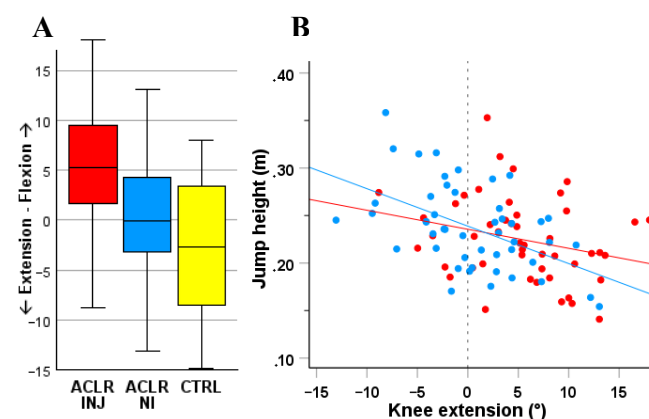 A
← Extension - Flexion →
15
10
5
0
−5
−10
−15
ACLR
INJ
ACLR
NI
CTRL
B
Jump height (m)
.40
.30
.20
.10
−15
−10
−5
0
5
10
15
Knee extension (°)